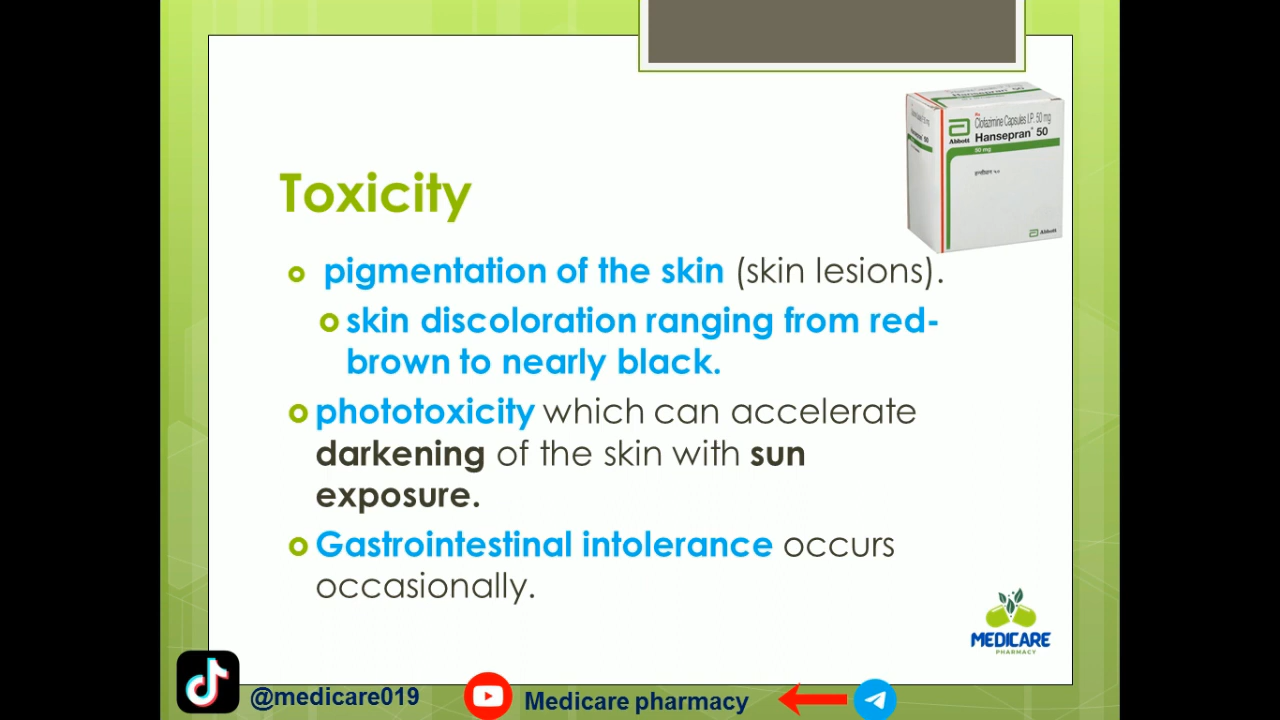 Clofazimine Capsules I.P. 50 mg
Abbott
Hansepran 50
50 mg
Abbott
Toxicity
pigmentation of the skin (skin lesions).
skin discoloration ranging from red-
brown to nearly black.
phototoxicity which can accelerate
darkening of the skin with sun
exposure.
Gastrointestinal intolerance occurs
occasionally.
MEDICARE
PHARMACY
@medicare019
Medicare pharmacy